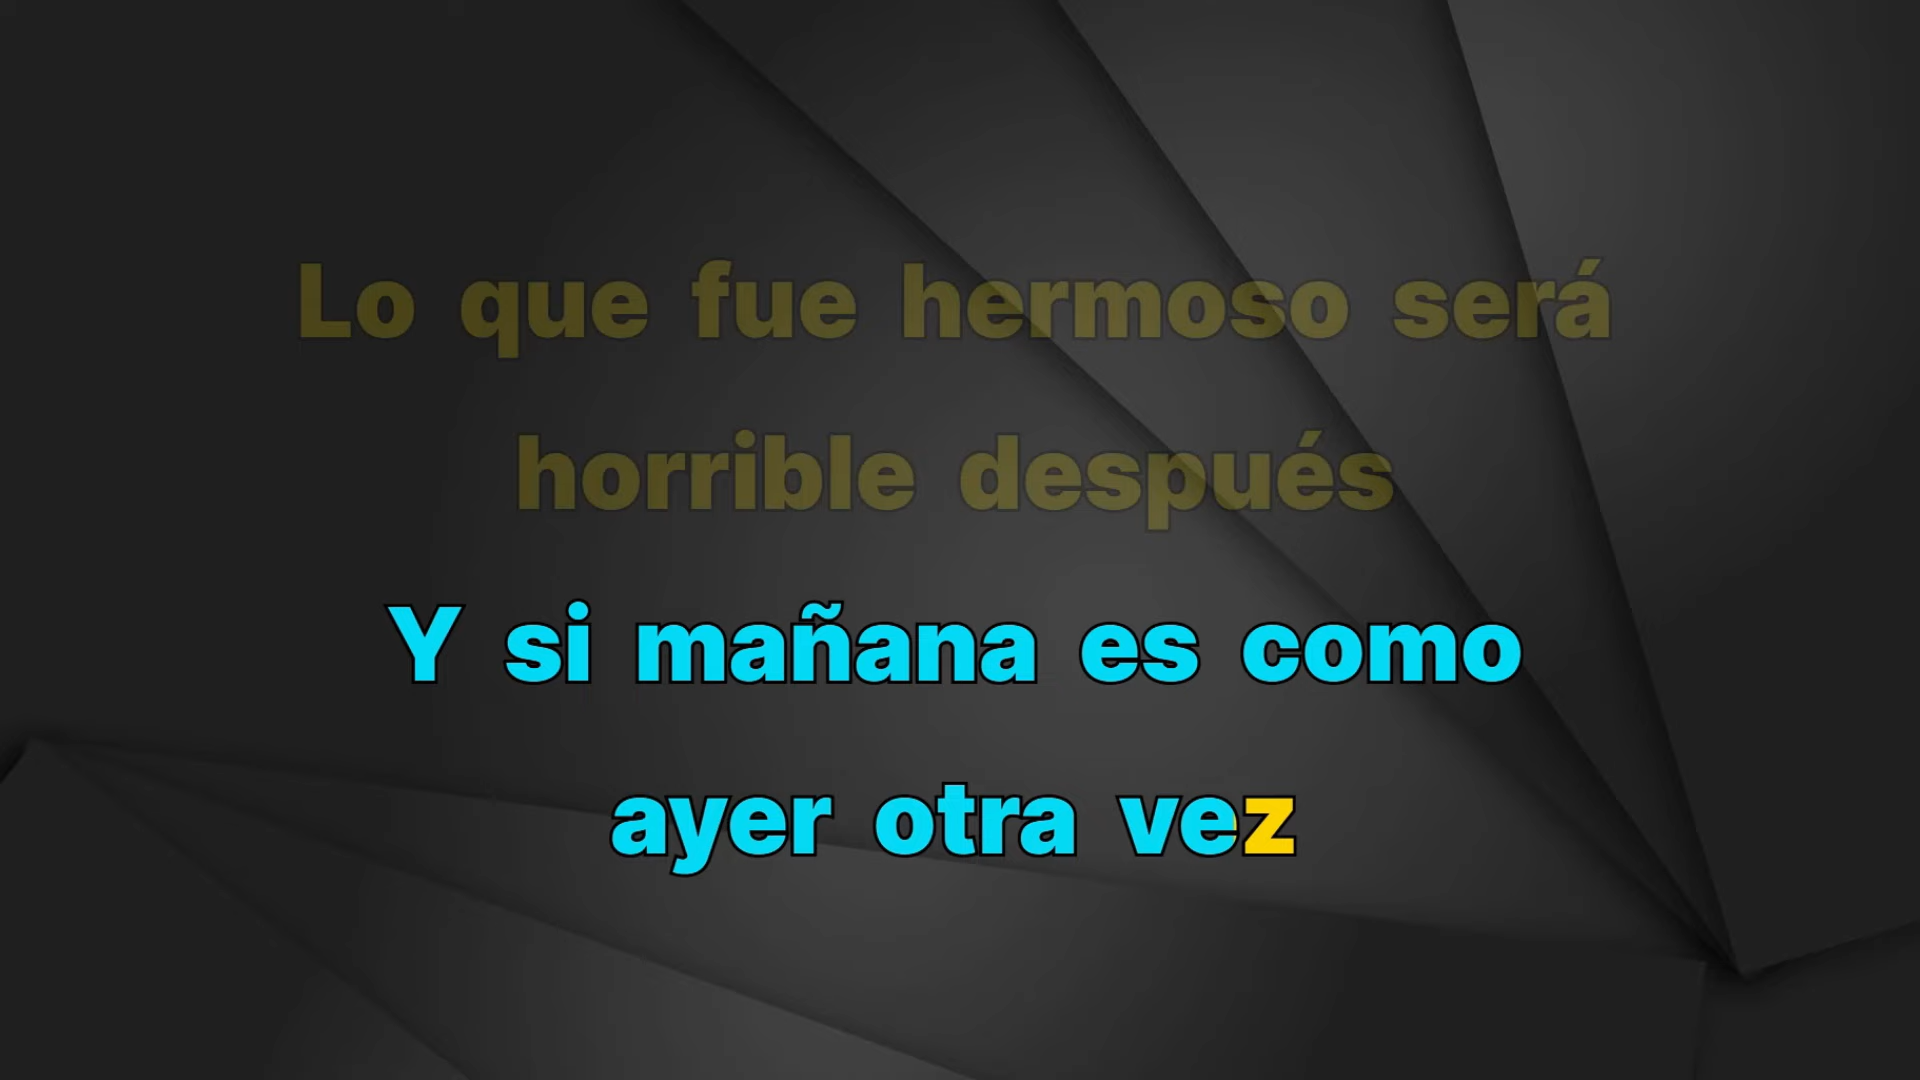 Lo que fue hermoso será
horrible después
Y si mañana es como
ayer otra vez